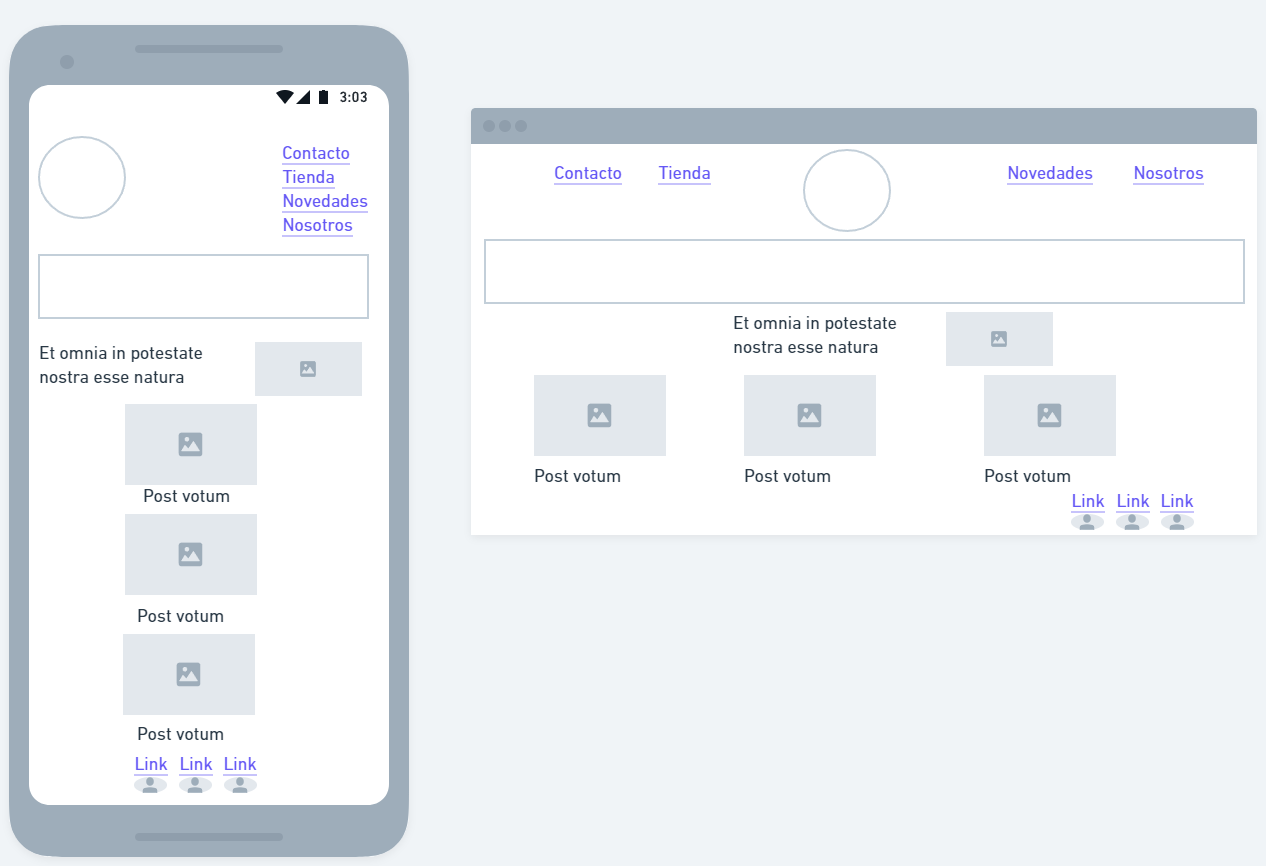 3:03
Contacto
Tienda
Novedades
Nosotros
Et omnia in potestate
nostra esse natura
Post votum
Post votum
Post votum
Link Link Link
Contacto Tienda Novedades Nosotros
Et omnia in potestate
nostra esse natura
Post votum Post votum Post votum
Link Link Link